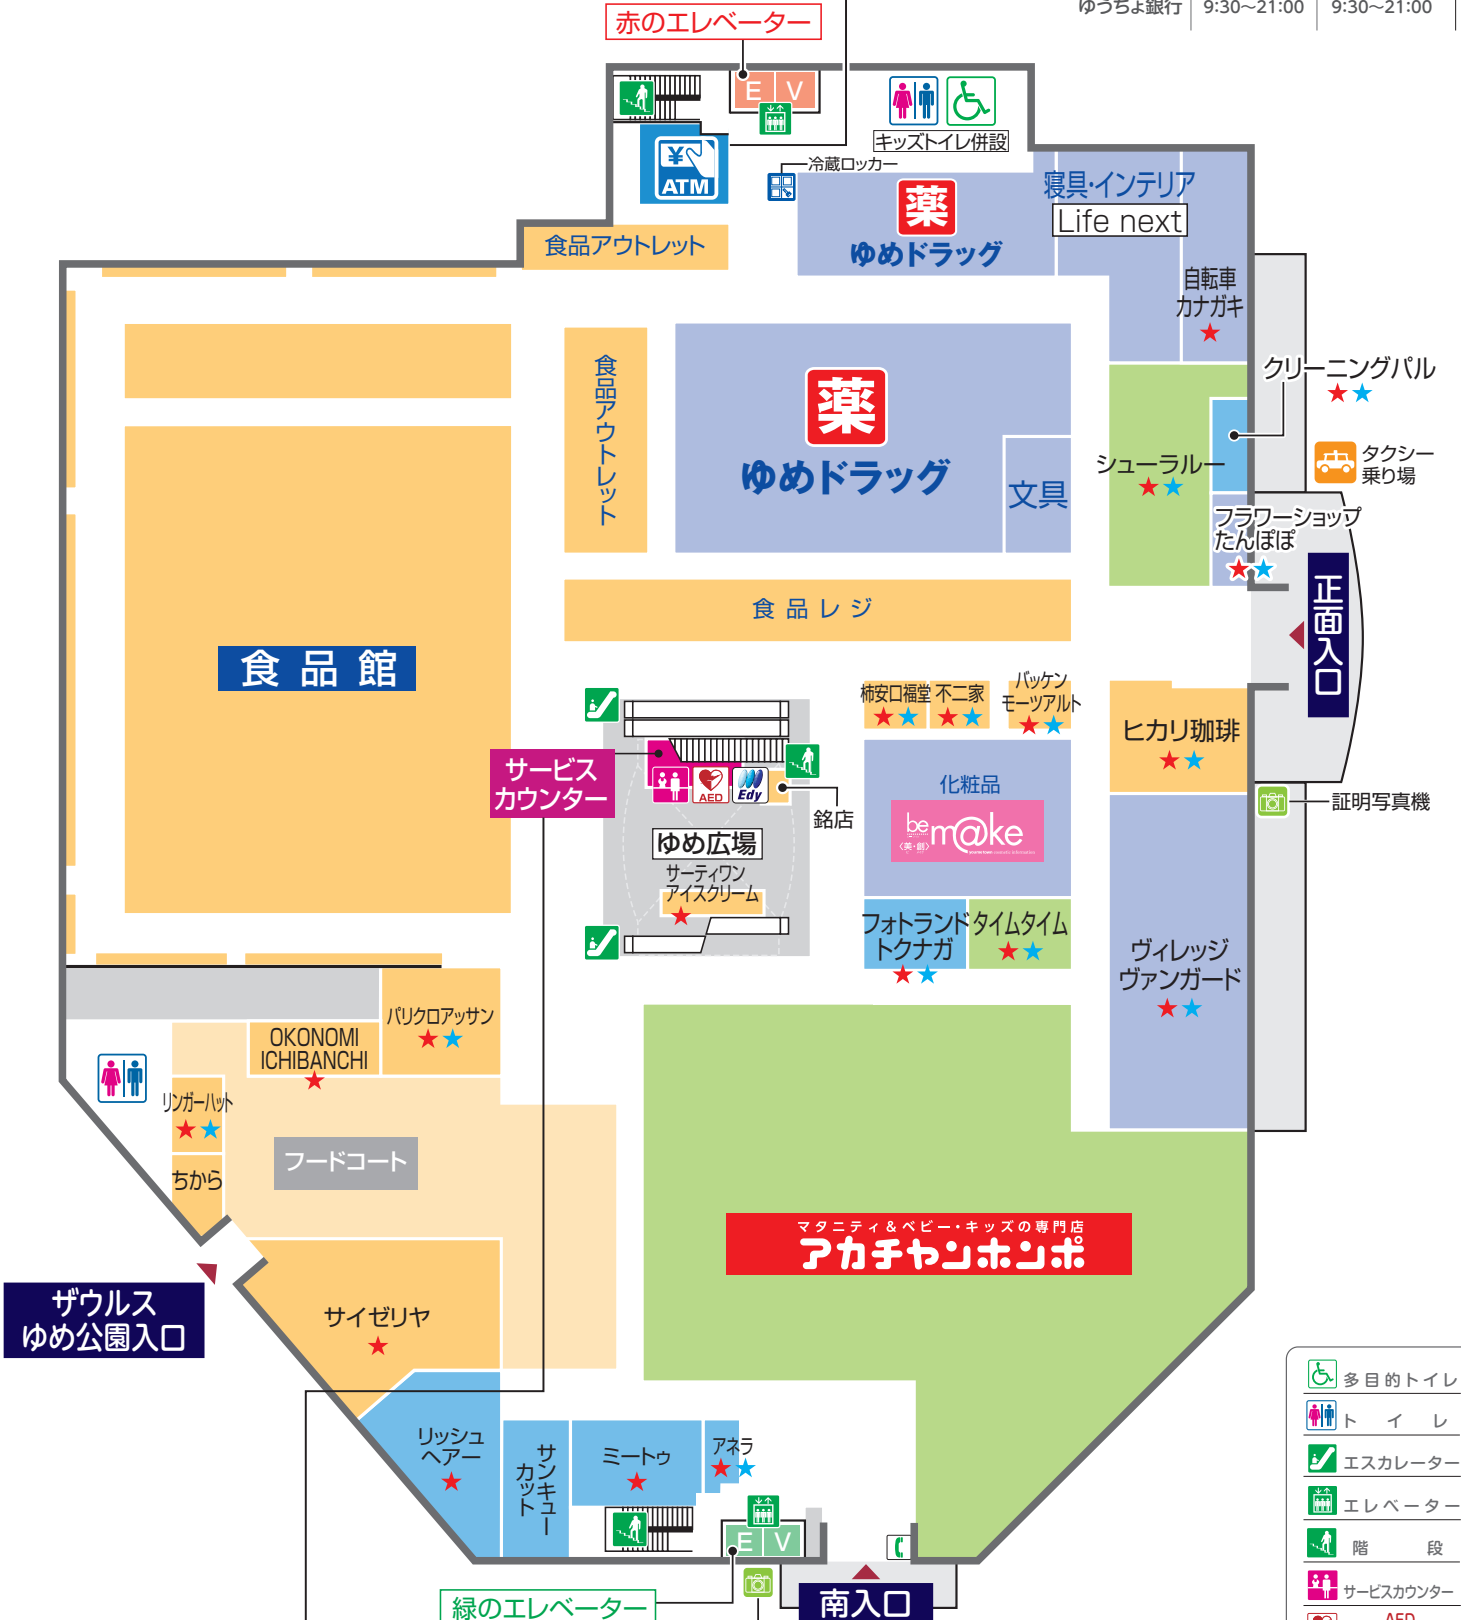 ゆうちょ銀行 9:30～21:00 9:30～21:00
赤のエレベーター
E V
キッズトイレ併設
¥
ATM
冷蔵ロッカー
薬
ゆめドラッグ
寝具・インテリア
Life next
食品アウトレット
自転車
カナガキ
クリーニングパル
食品アウトレット
薬
ゆめドラッグ
文具
シューラルー
タクシー
乗り場
フラワーショップ
たんぽぽ
正面入口
食品レジ
食品館
柿安口福堂
不二家
バッケン
モーツアルト
ヒカリ珈琲
サービス
カウンター
AED
Edy
銘店
化粧品
be m@ke
〈美・創〉
証明写真機
ゆめ広場
サーティワン
アイスクリーム
フォトランド
トクナガ
タイムタイム
ヴィレッジ
ヴァンガード
パリクロアッサン
OKONOMI
ICHIBANCHI
リンガーハット
ちから
フードコート
マタニティ&ベビー・キッズの専門店
アカチャンホンポ
ザウルス
ゆめ公園入口
サイゼリヤ
リッシュ
ヘアー
サンキュー
カット
ミートゥ
アネラ
E V
緑のエレベーター
南入口
多目的トイレ
トイレ
エスカレーター
エレベーター
階段
サービスカウンター
AED